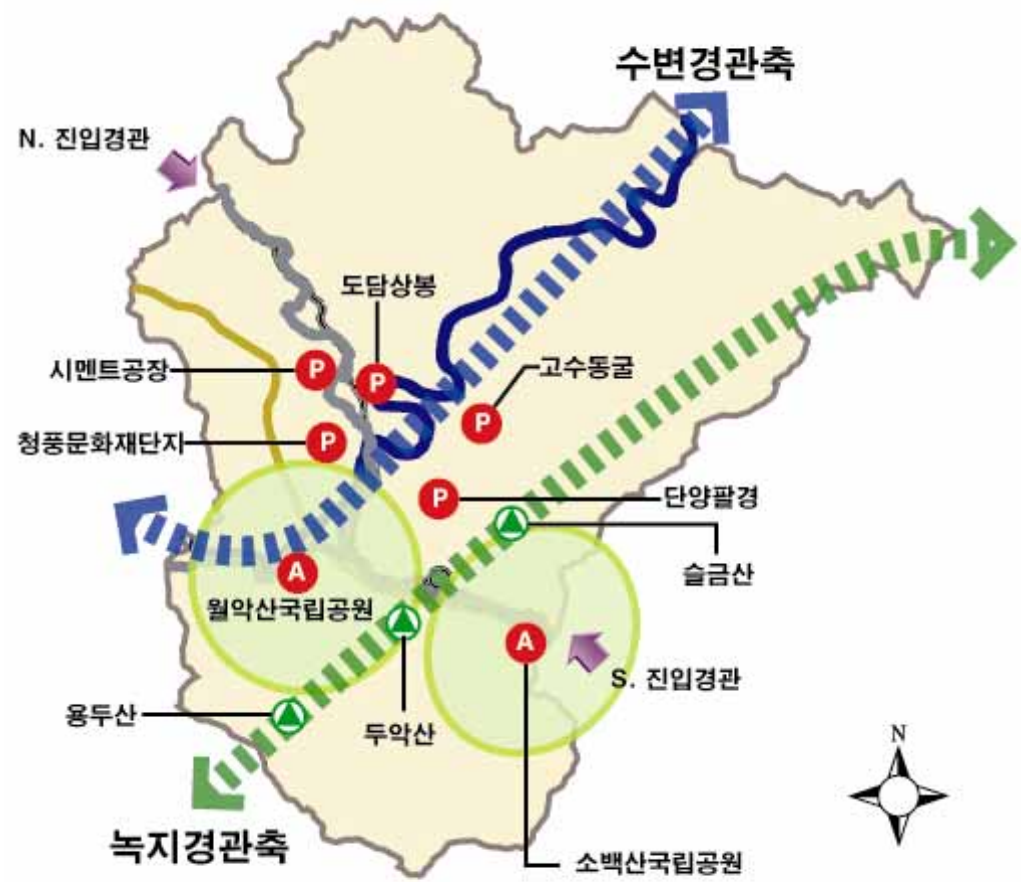 수변경관축
N. 진입경관
도담상봉
시멘트공장
P
P
고수동굴
P
청풍문화재단지
P
P
단양팔경
슬금산
A
월악산국립공원
A
S. 진입경관
용두산
두악산
N
녹지경관축
소백산국립공원